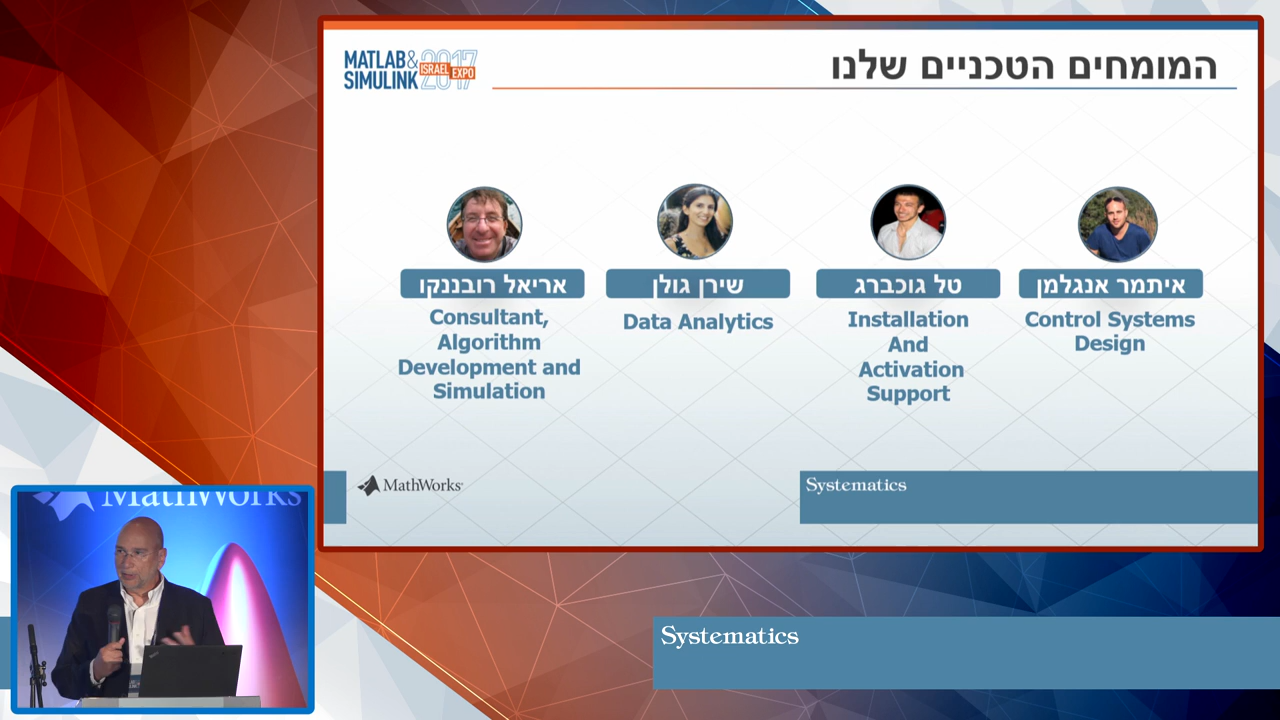 MATLAB&
SIMULINK
2017
ISRAEL EXPO
המומחים הטכניים שלנו
איתמר אנגלמן
Control Systems
Design
טל גוכברג
Installation
And
Activation
Support
שירן גולן
Data Analytics
אריאל רובננקו
Consultant,
Algorithm
Development and
Simulation
MathWorks
Systematics
MathWorks
Systematics